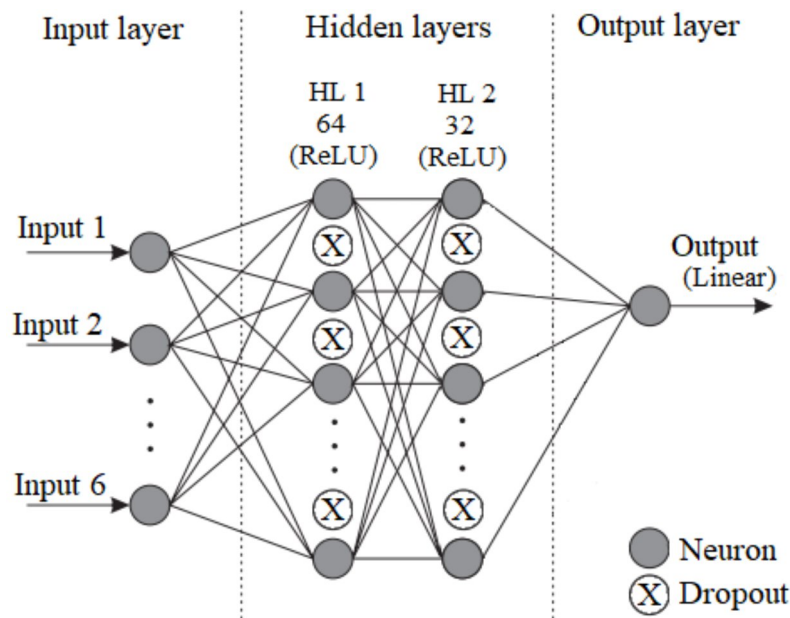 Input layer
Hidden layers
Output layer
HL 1
64
(ReLU)
HL 2
32
(ReLU)
Input 1
Input 2
Input 6
X
X
X
X
X
X
Output
(Linear)
Neuron
X Dropout